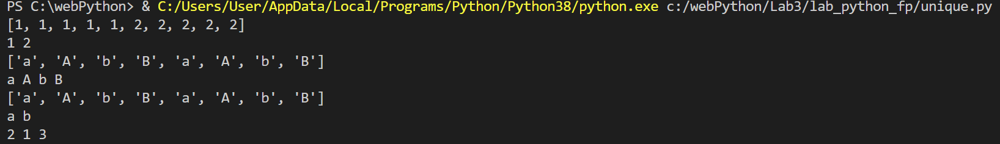 PS C:\webPython> & C:/Users/User/AppData/Local/Programs/Python/Python38/python.exe c:/webPython/Lab3/lab_python_fp/unique.py
[1, 1, 1, 1, 1, 2, 2, 2, 2, 2]
1 2
['a', 'A', 'b', 'B', 'a', 'A', 'b', 'B']
a A b B
['a', 'A', 'b', 'B', 'a', 'A', 'b', 'B']
a b
2 1 3